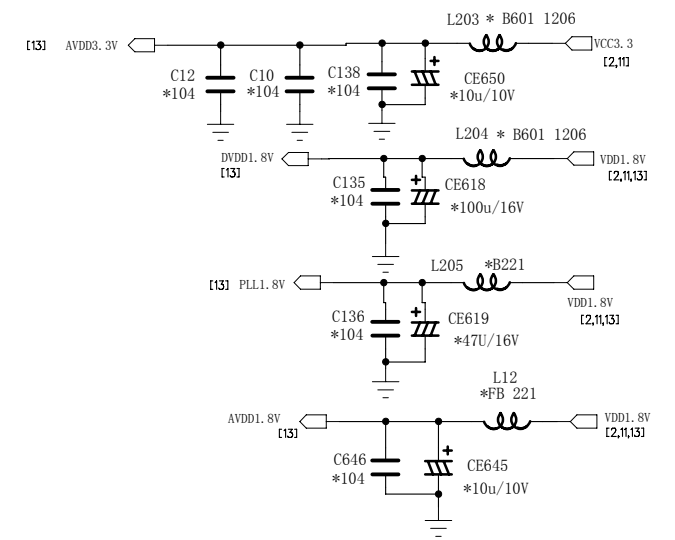 L203 * B601 1206
[13] AVDD3.3V
VCC3.3
[2,11]
C12
*104
C10
*104
C138
*104
+
CE650
*10u/10V
L204 * B601 1206
DVDD1.8V
[13]
VDD1.8V
[2,11,13]
C135
*104
+
CE618
*100u/16V
L205 *B221
[13] PLL1.8V
VDD1.8V
[2,11,13]
C136
*104
+
CE619
*47U/16V
L12
*FB 221
AVDD1.8V
[13]
VDD1.8V
[2,11,13]
C646
*104
+
CE645
*10u/10V